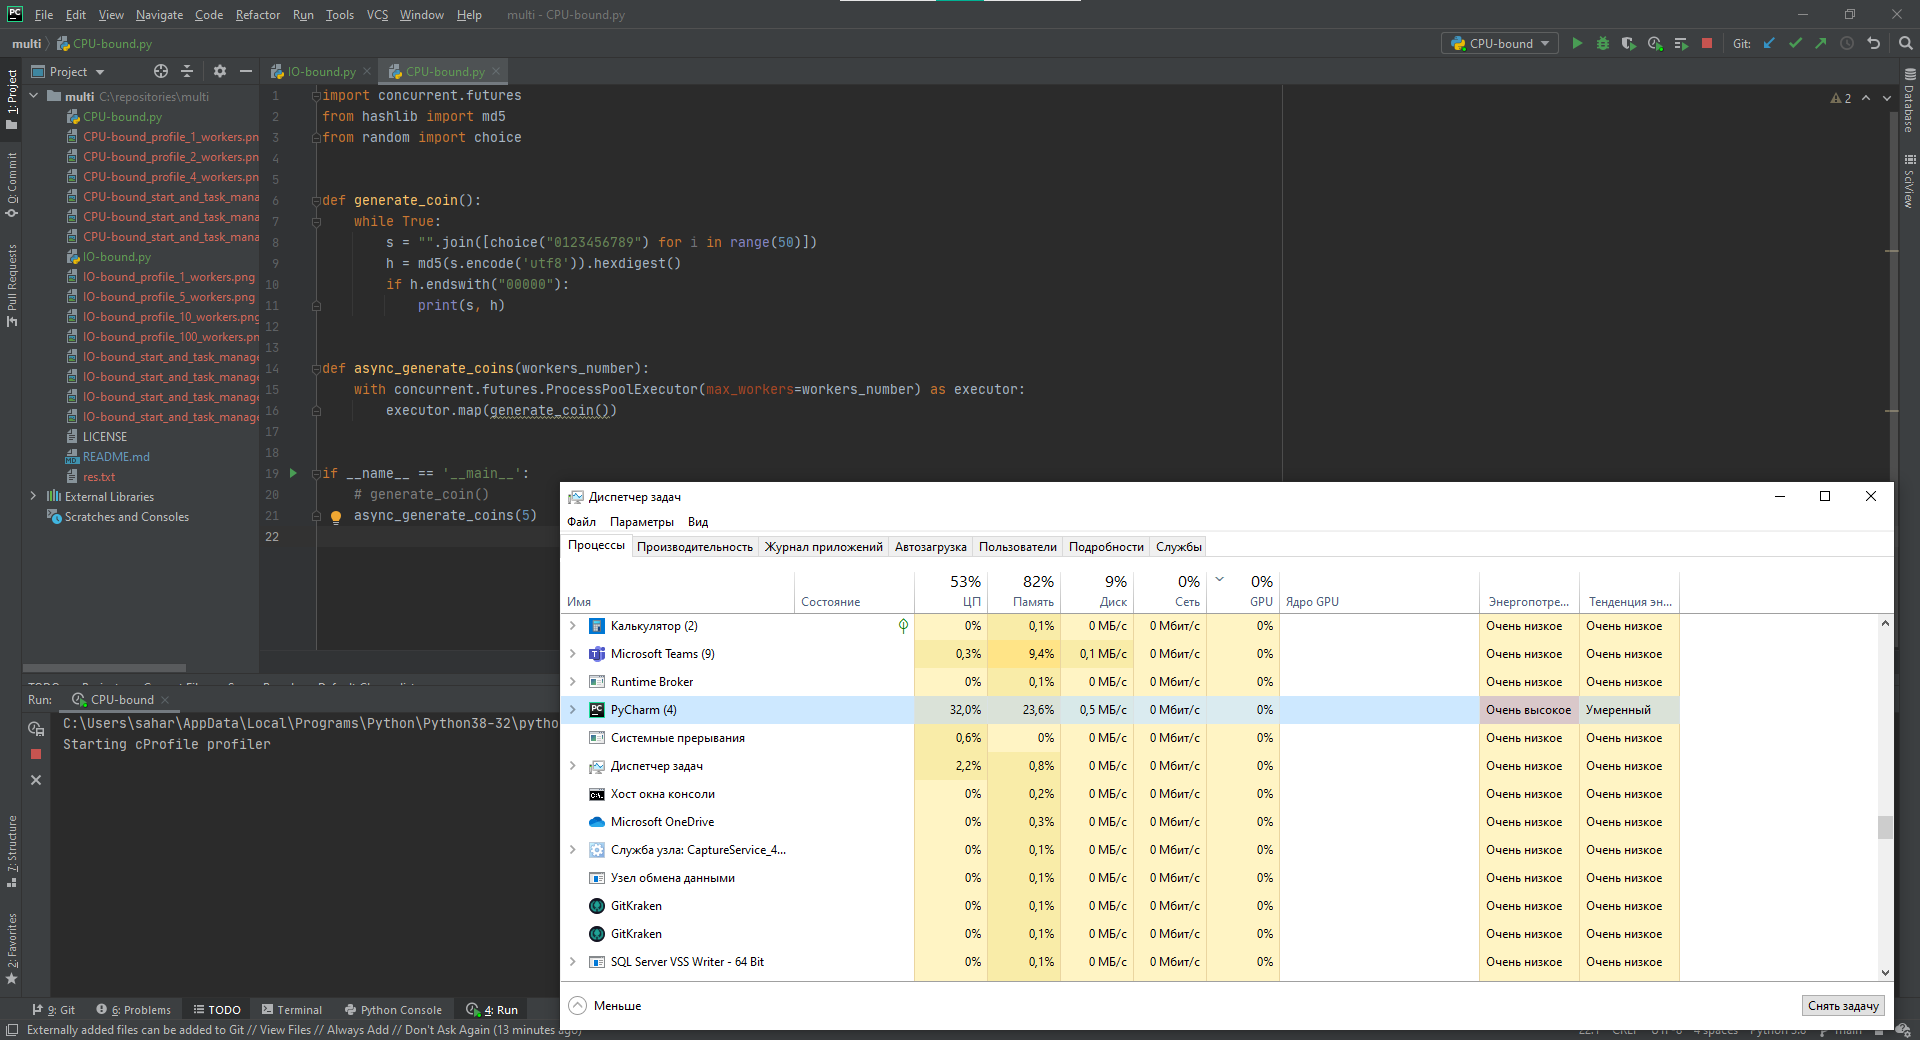 File Edit View Navigate Code Refactor Run Tools VCS Window Help multi - CPU-bound.py
multi CPU-bound.py
CPU-bound
Git:
Project
IO-bound.py
CPU-bound.py
1: Project
0: Commit
Pull Requests
7: Structure
2: Favorites
multi C:\repositories\multi
CPU-bound.py
CPU-bound_profile_1_workers.pn
CPU-bound_profile_2_workers.pn
CPU-bound_profile_4_workers.pn
CPU-bound_start_and_task_mana
CPU-bound_start_and_task_mana
CPU-bound_start_and_task_mana
IO-bound.py
IO-bound_profile_1_workers.png
IO-bound_profile_5_workers.png
IO-bound_profile_10_workers.png
IO-bound_profile_100_workers.pn
IO-bound_start_and_task_manage
IO-bound_start_and_task_manage
IO-bound_start_and_task_manage
IO-bound_start_and_task_manage
LICENSE
README.md
res.txt
External Libraries
Scratches and Consoles
1 import concurrent.futures
2 from hashlib import md5
3 from random import choice
4
5
6 def generate_coin():
7 while True:
8 s = "".join([choice("0123456789") for i in range(50)])
9 h = md5(s.encode('utf8')).hexdigest()
10 if h.endswith("00000"):
11 print(s, h)
12
13
14 def async_generate_coins(workers_number):
15 with concurrent.futures.ProcessPoolExecutor(max_workers=workers_number) as executor:
16 executor.map(generate_coin())
17
18
19 if __name__ == '__main__':
20 # generate_coin()
21 async_generate_coins(5)
22
2
Database
SciView
Run: CPU-bound
C:\Users\sahar\AppData\Local\Programs\Python\Python38-32\python
Starting cProfile profiler
Диспетчер задач
Файл Параметры Вид
Процессы Производительность Журнал приложений Автозагрузка Пользователи Подробности Службы
53% 82% 9% 0% 0%
Имя Состояние ЦП Память Диск Сеть GPU Ядро GPU Энергопотре... Тенденция эн...
Калькулятор (2) 0% 0,1% 0 МБ/с 0 Мбит/с 0% Очень низкое Очень низкое
Microsoft Teams (9) 0,3% 9,4% 0,1 МБ/с 0 Мбит/с 0% Очень низкое Очень низкое
Runtime Broker 0% 0,1% 0 МБ/с 0 Мбит/с 0% Очень низкое Очень низкое
PyCharm (4) 32,0% 23,6% 0,5 МБ/с 0 Мбит/с 0% Очень высокое Умеренный
Системные прерывания 0,6% 0% 0 МБ/с 0 Мбит/с 0% Очень низкое Очень низкое
Диспетчер задач 2,2% 0,8% 0 МБ/с 0 Мбит/с 0% Очень низкое Очень низкое
Хост окна консоли 0% 0,2% 0 МБ/с 0 Мбит/с 0% Очень низкое Очень низкое
Microsoft OneDrive 0% 0,3% 0 МБ/с 0 Мбит/с 0% Очень низкое Очень низкое
Служба узла: CaptureService_4... 0% 0,1% 0 МБ/с 0 Мбит/с 0% Очень низкое Очень низкое
Узел обмена данными 0% 0,1% 0 МБ/с 0 Мбит/с 0% Очень низкое Очень низкое
GitKraken 0% 0,1% 0 МБ/с 0 Мбит/с 0% Очень низкое Очень низкое
GitKraken 0% 0,1% 0 МБ/с 0 Мбит/с 0% Очень низкое Очень низкое
SQL Server VSS Writer - 64 Bit 0% 0,1% 0 МБ/с 0 Мбит/с 0% Очень низкое Очень низкое
Меньше Снять задачу
9: Git 6: Problems TODO Terminal Python Console 4: Run
Externally added files can be added to Git // View Files // Always Add // Don't Ask Again (13 minutes ago)